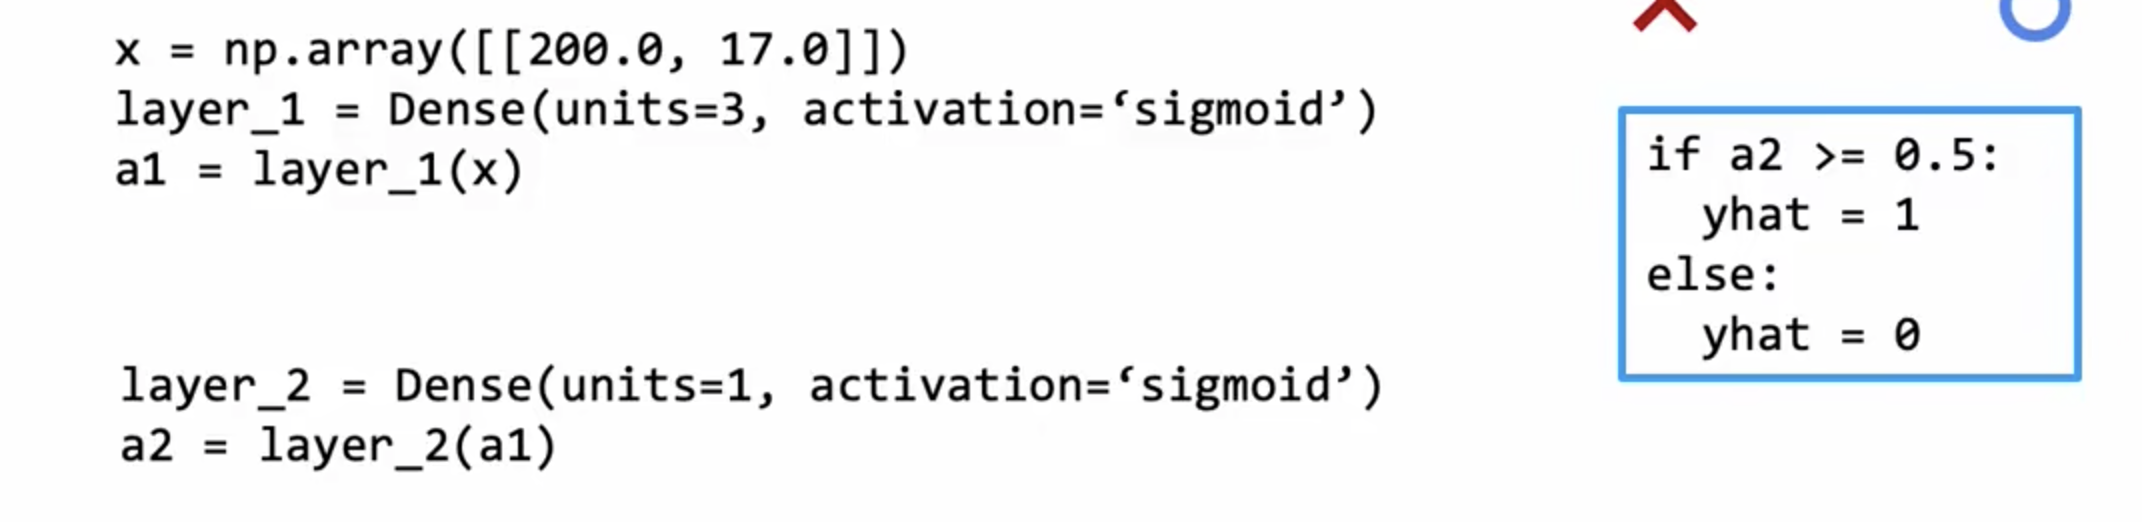 x = np.array([[200.0, 17.0]])
layer_1 = Dense(units=3, activation=‘sigmoid’)
a1 = layer_1(x)
layer_2 = Dense(units=1, activation=‘sigmoid’)
a2 = layer_2(a1)
if a2 >= 0.5:
  yhat = 1
else:
  yhat = 0